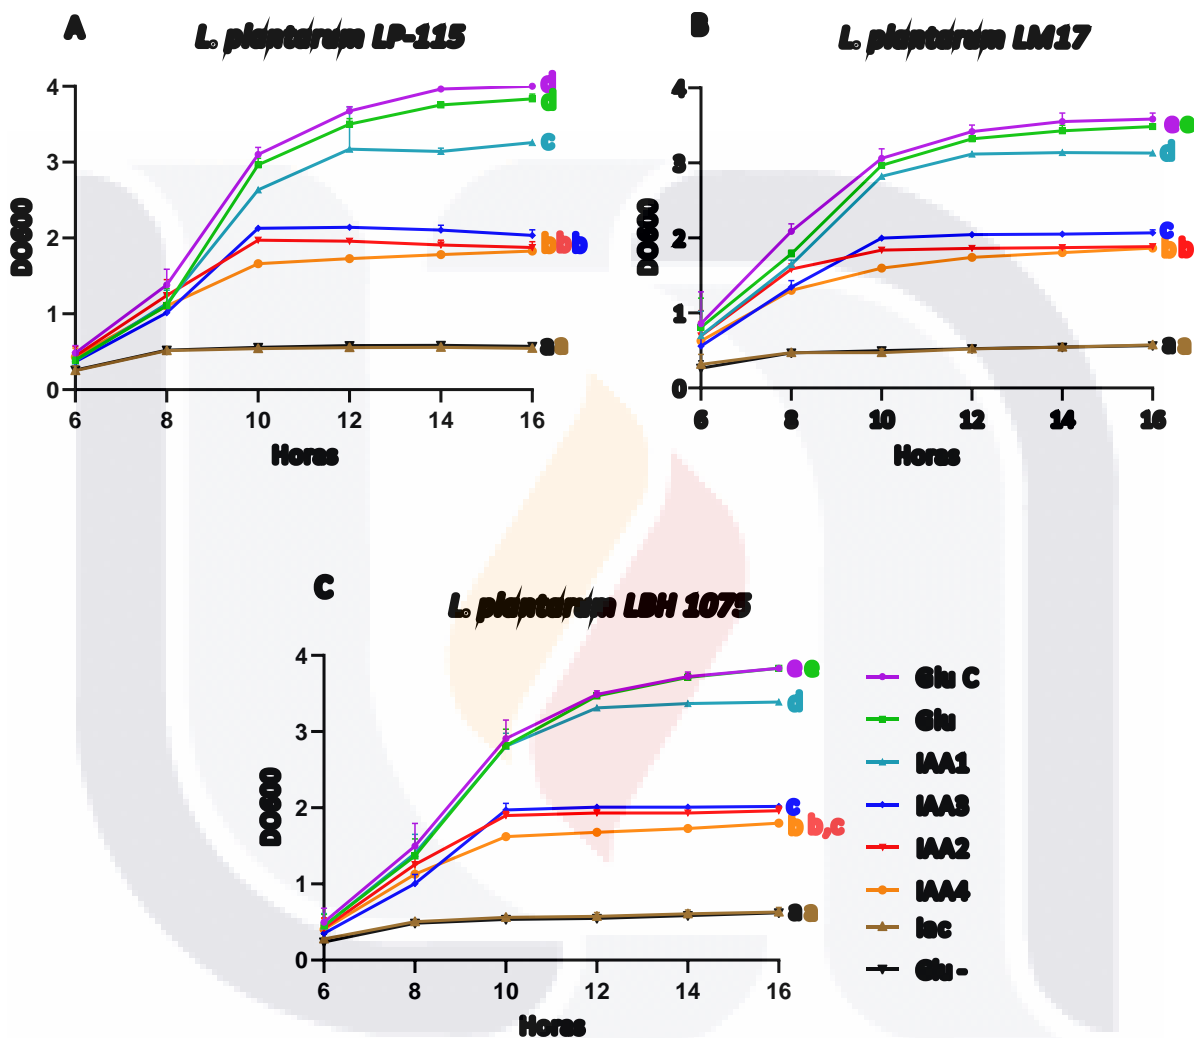 A
L. plantarum LP-115
4
3
2
1
0
DO600
6 8 10 12 14 16
Horas
d
d
c
b b b
a a
B
L. plantarum LM17
4
3
2
1
0
DO600
6 8 10 12 14 16
Horas
e e
d
c
b b
a a
C
L. plantarum LBH 1075
4
3
2
1
0
DO600
6 8 10 12 14 16
Horas
e e
d
c
b b,c
a a
Glu C
Glu
IAA1
IAA3
IAA2
IAA4
lac
Glu -